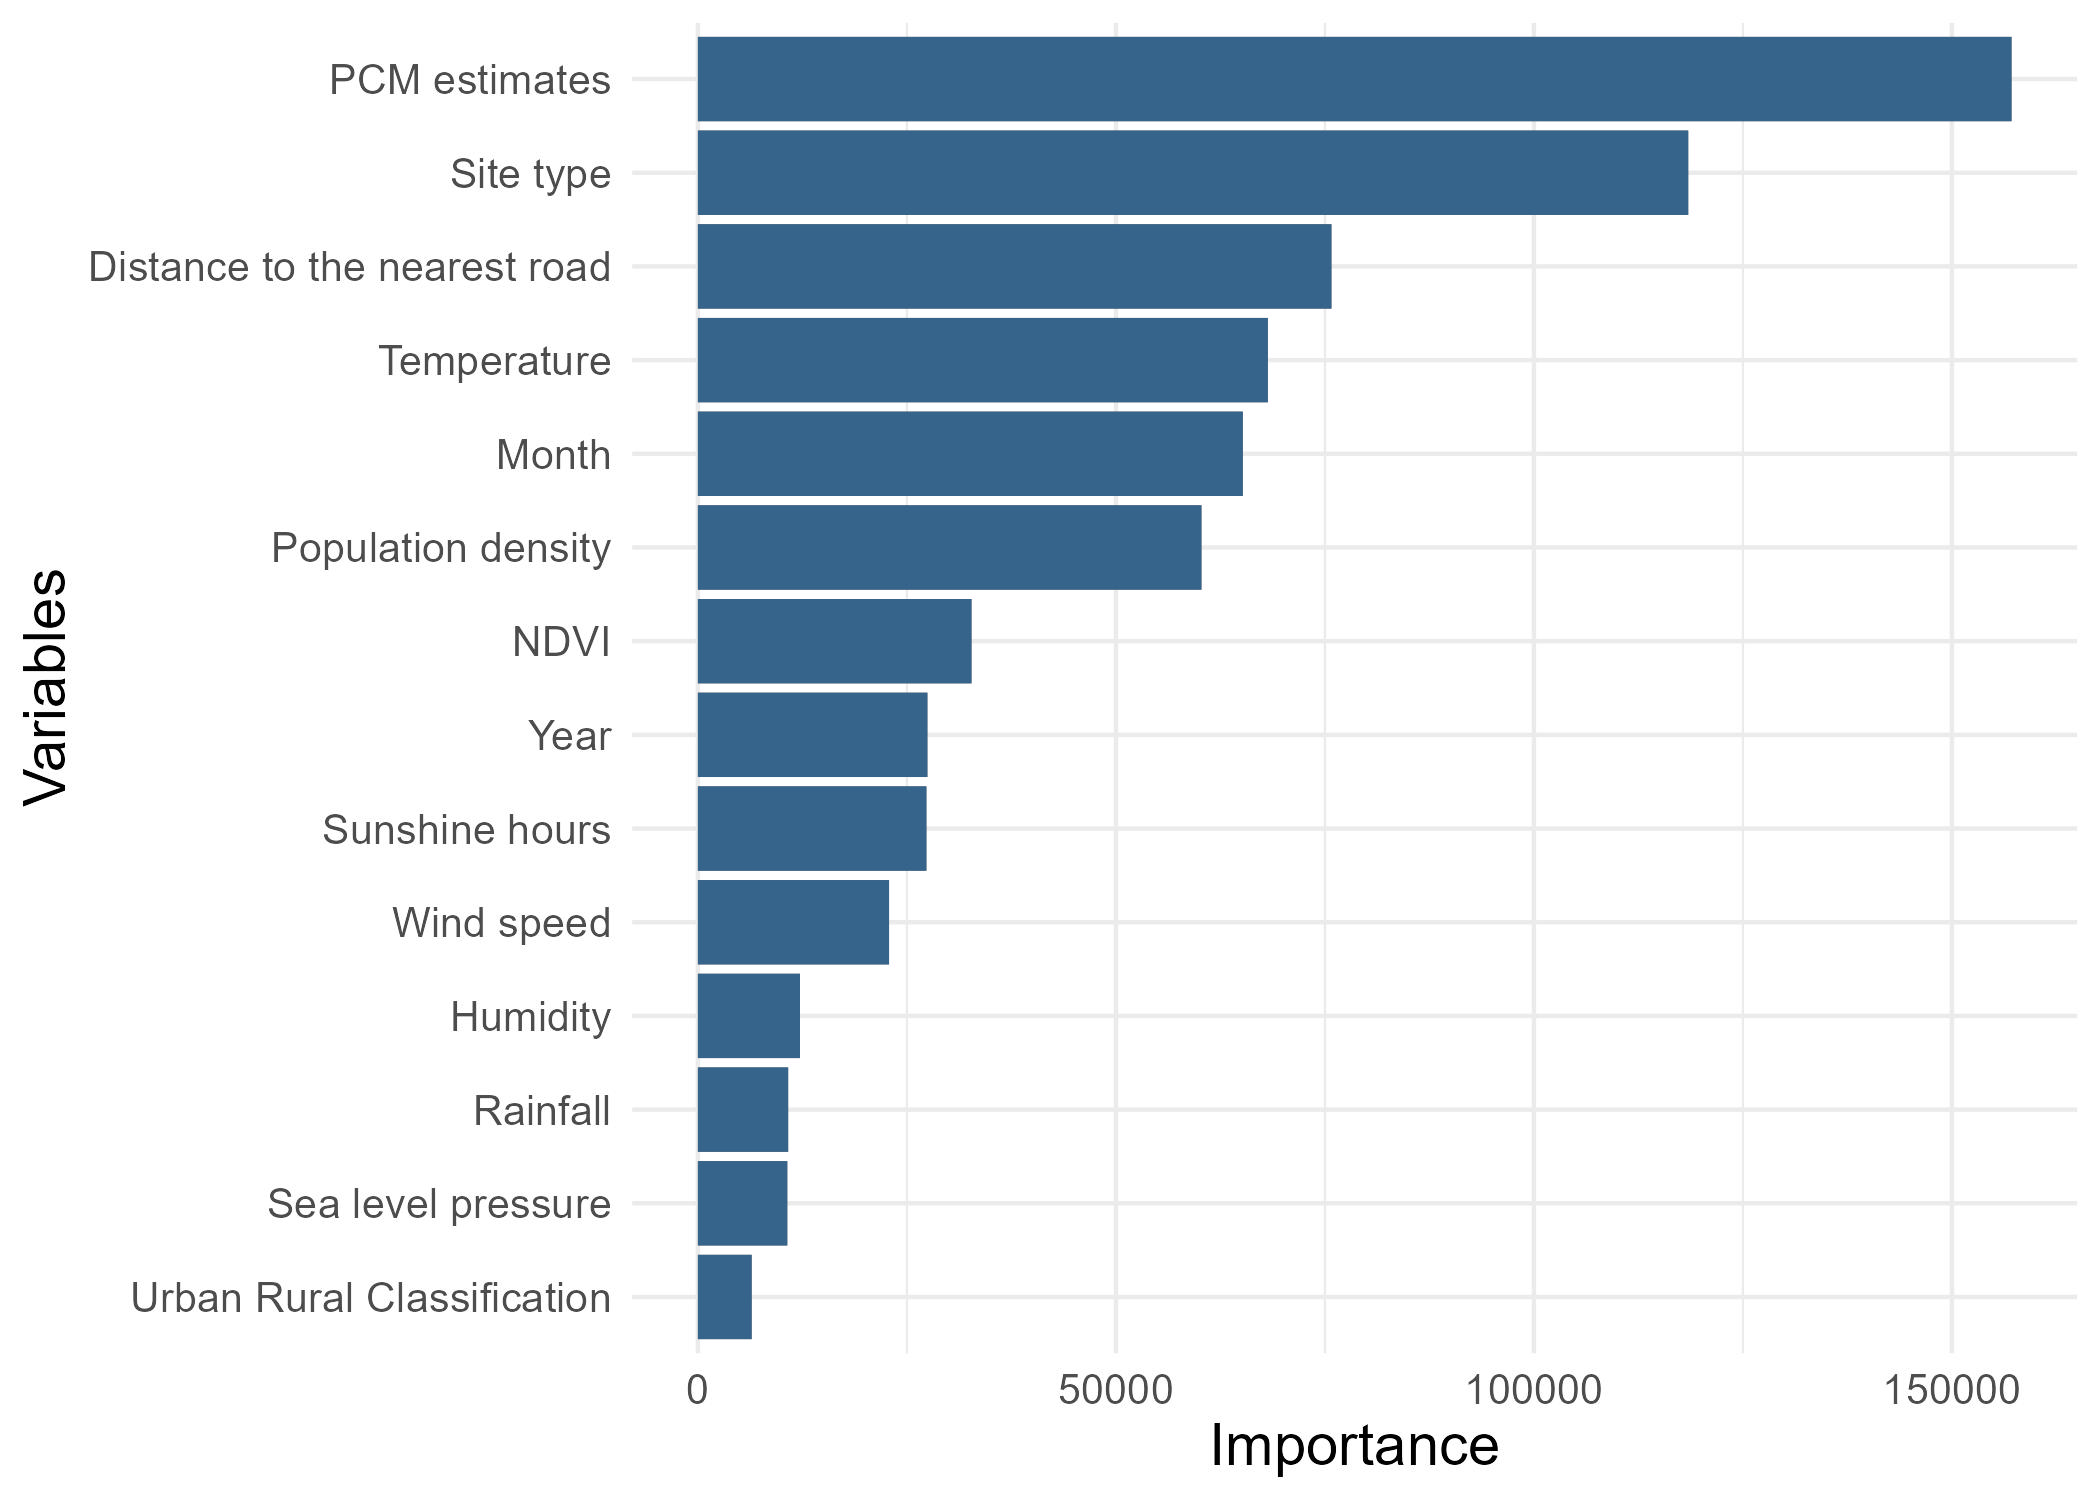 PCM estimates
Site type
Distance to the nearest road
Temperature
Month
Population density
NDVI
Year
Sunshine hours
Wind speed
Humidity
Rainfall
Sea level pressure
Urban Rural Classification
Variables
0 50000 100000 150000
Importance